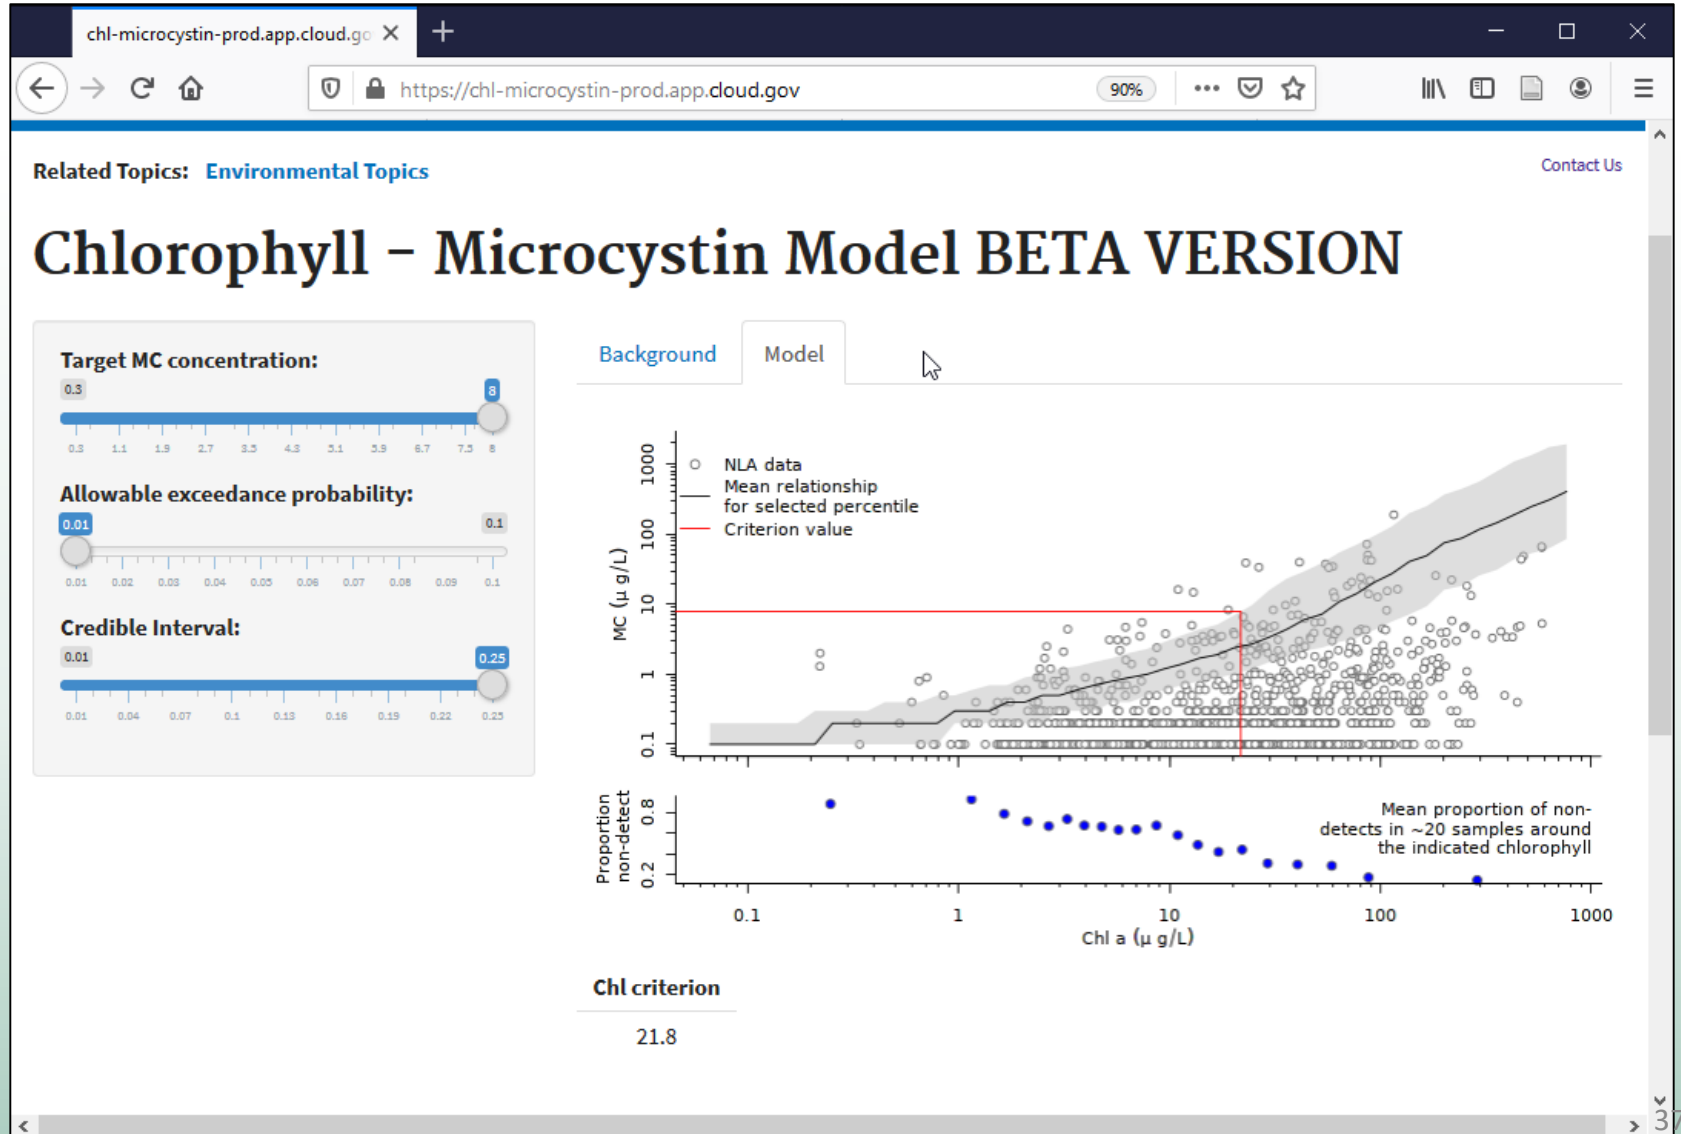 chl-microcystin-prod.app.cloud.go
https://chl-microcystin-prod.app.cloud.gov
90%
Related Topics: Environmental Topics
Contact Us
Chlorophyll - Microcystin Model BETA VERSION
Target MC concentration:
0.3 8
0.3 1.1 1.9 2.7 3.5 4.3 5.1 5.9 6.7 7.5 8
Allowable exceedance probability:
0.01 0.1
0.01 0.02 0.03 0.04 0.05 0.06 0.07 0.08 0.09 0.1
Credible Interval:
0.01 0.25
0.01 0.04 0.07 0.1 0.13 0.16 0.19 0.22 0.25
Background Model
NLA data
Mean relationship
for selected percentile
Criterion value
MC (μ g/L)
1000
100
10
1
0.1
Proportion
non-detect
0.8
0.2
Mean proportion of non-
detects in ~20 samples around
the indicated chlorophyll
0.1 1 10 100 1000
Chl a (μ g/L)
Chl criterion
21.8
37